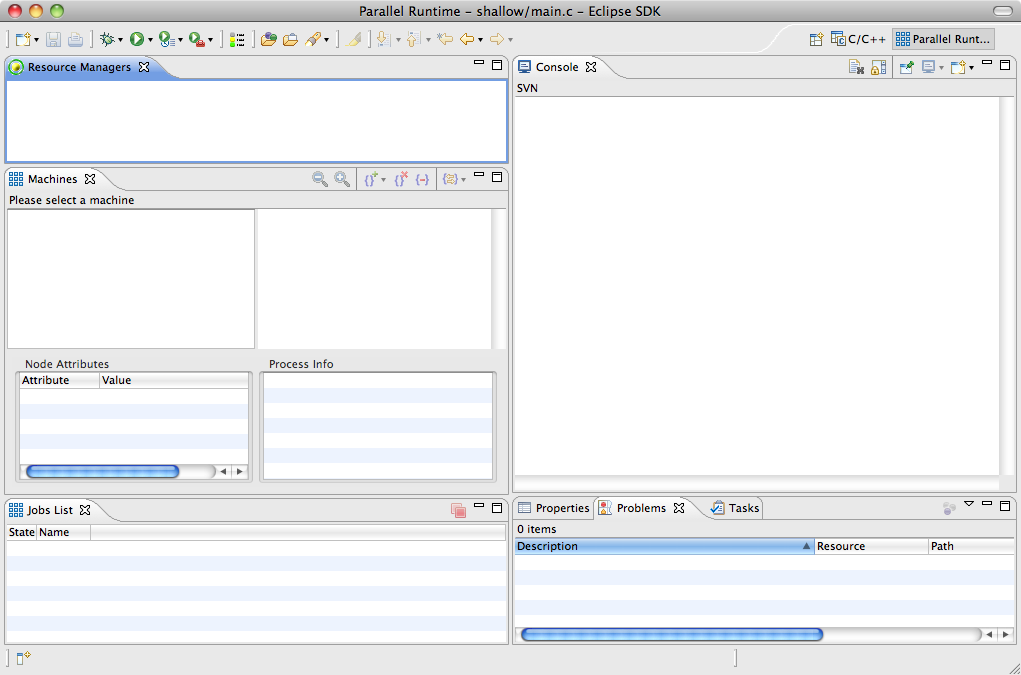 Parallel Runtime - shallow/main.c - Eclipse SDK
C/C++
Parallel Runt...
Resource Managers
Console
SVN
Machines
Please select a machine
Node Attributes
Process Info
Attribute Value
Jobs List
State Name
Properties Problems Tasks
0 items
Description Resource Path